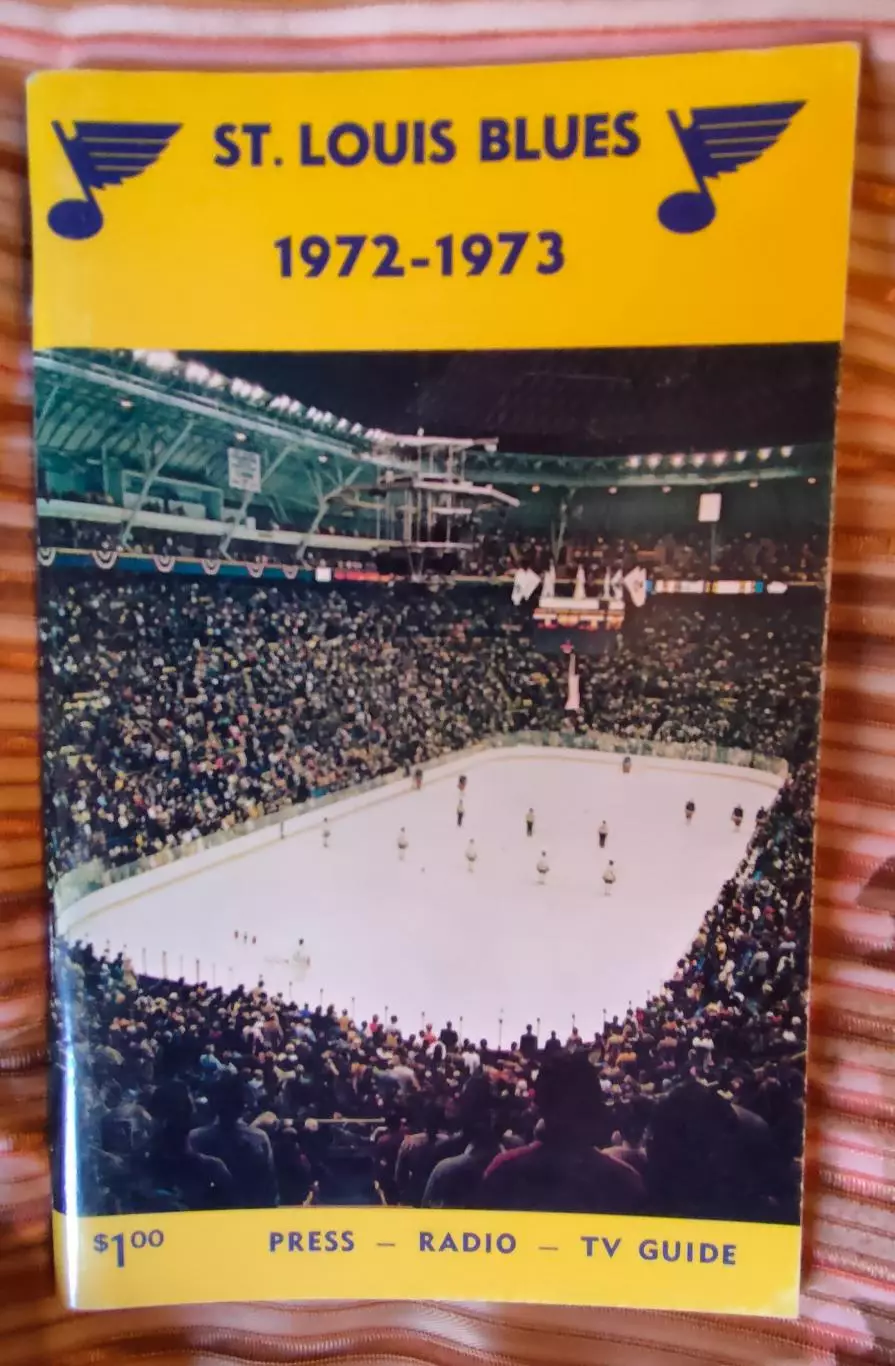 ST. LOUIS BLUES
1972-1973
$1.00 PRESS — RADIO — TV GUIDE